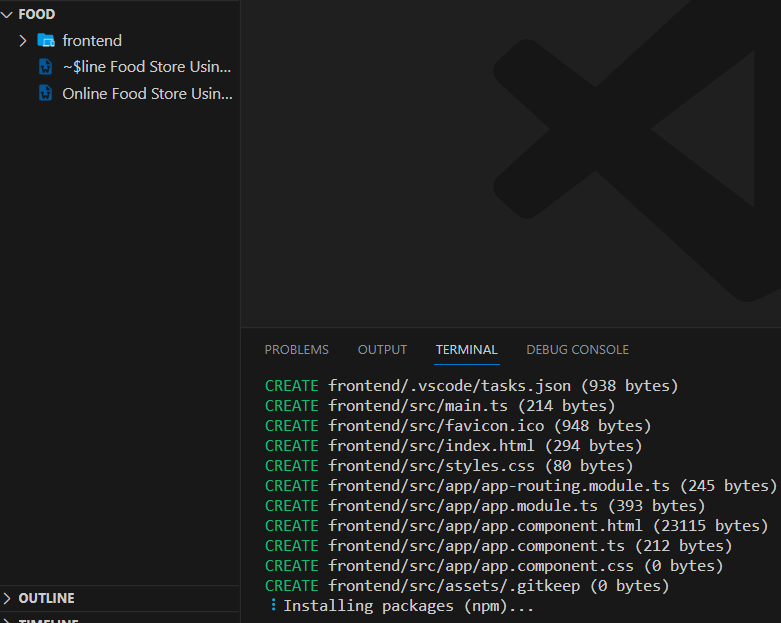 FOOD
frontend
~$line Food Store Usin...
Online Food Store Usin...
OUTLINE
TIMELINE
PROBLEMS OUTPUT TERMINAL DEBUG CONSOLE
CREATE frontend/.vscode/tasks.json (938 bytes)
CREATE frontend/src/main.ts (214 bytes)
CREATE frontend/src/favicon.ico (948 bytes)
CREATE frontend/src/index.html (294 bytes)
CREATE frontend/src/styles.css (80 bytes)
CREATE frontend/src/app/app-routing.module.ts (245 bytes)
CREATE frontend/src/app/app.module.ts (393 bytes)
CREATE frontend/src/app/app.component.html (23115 bytes)
CREATE frontend/src/app/app.component.ts (212 bytes)
CREATE frontend/src/app/app.component.css (0 bytes)
CREATE frontend/src/assets/.gitkeep (0 bytes)
⠸ Installing packages (npm)...